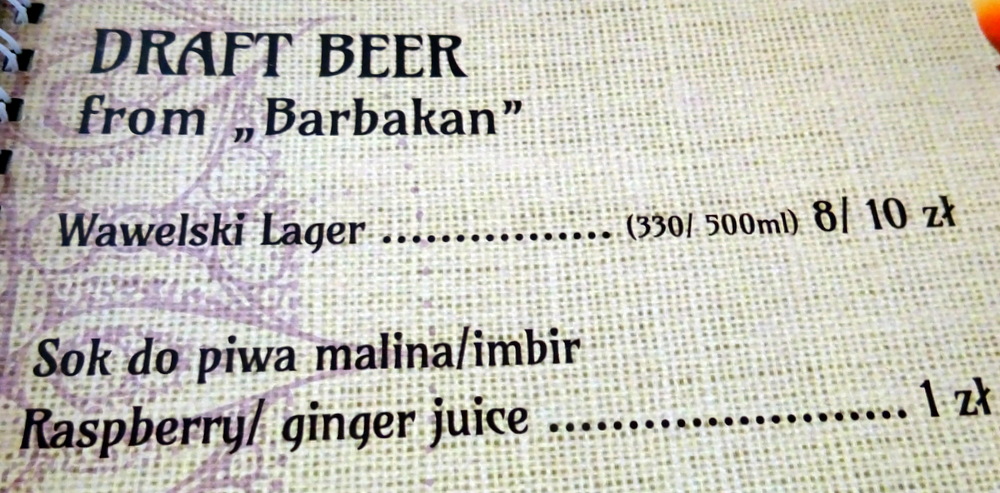 DRAFT BEER
from „Barbakan”
Wawelski Lager ................ (330/ 500ml) 8/ 10 zł
Sok do piwa malina/imbir
Raspberry/ ginger juice ....................... 1 zł